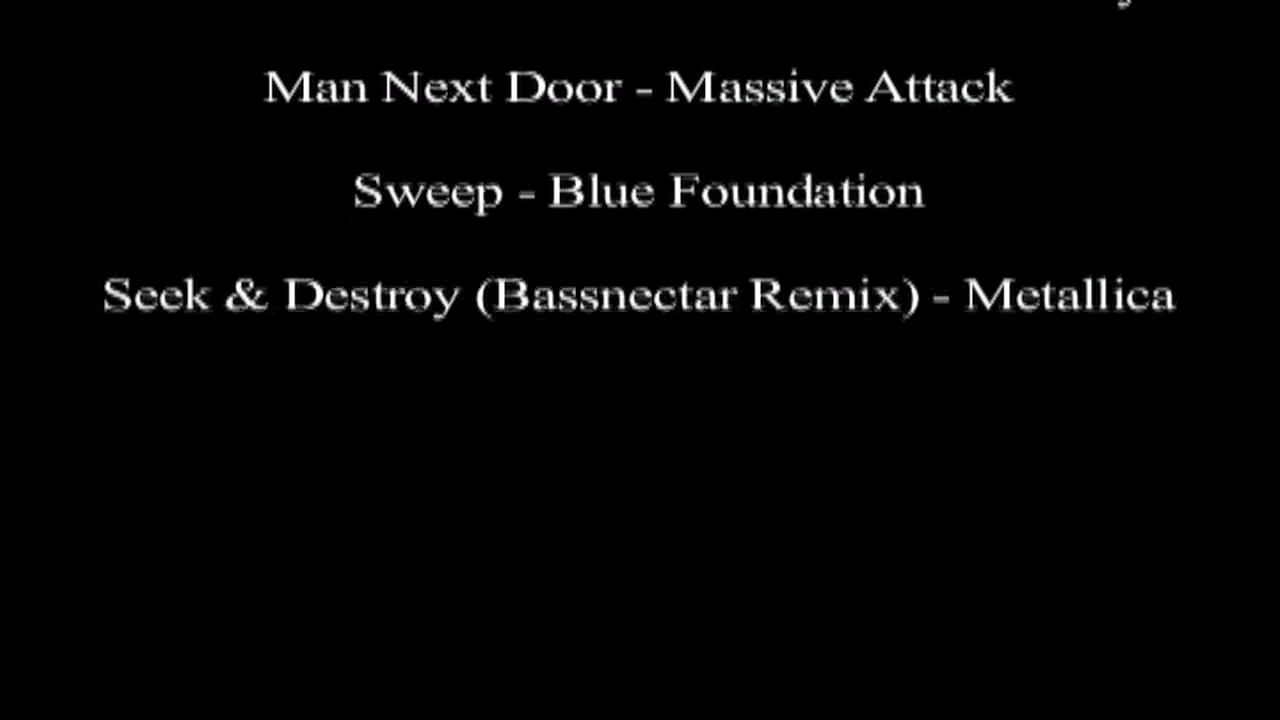 Man Next Door - Massive Attack
Sweep - Blue Foundation
Seek & Destroy (Bassnectar Remix) - Metallica